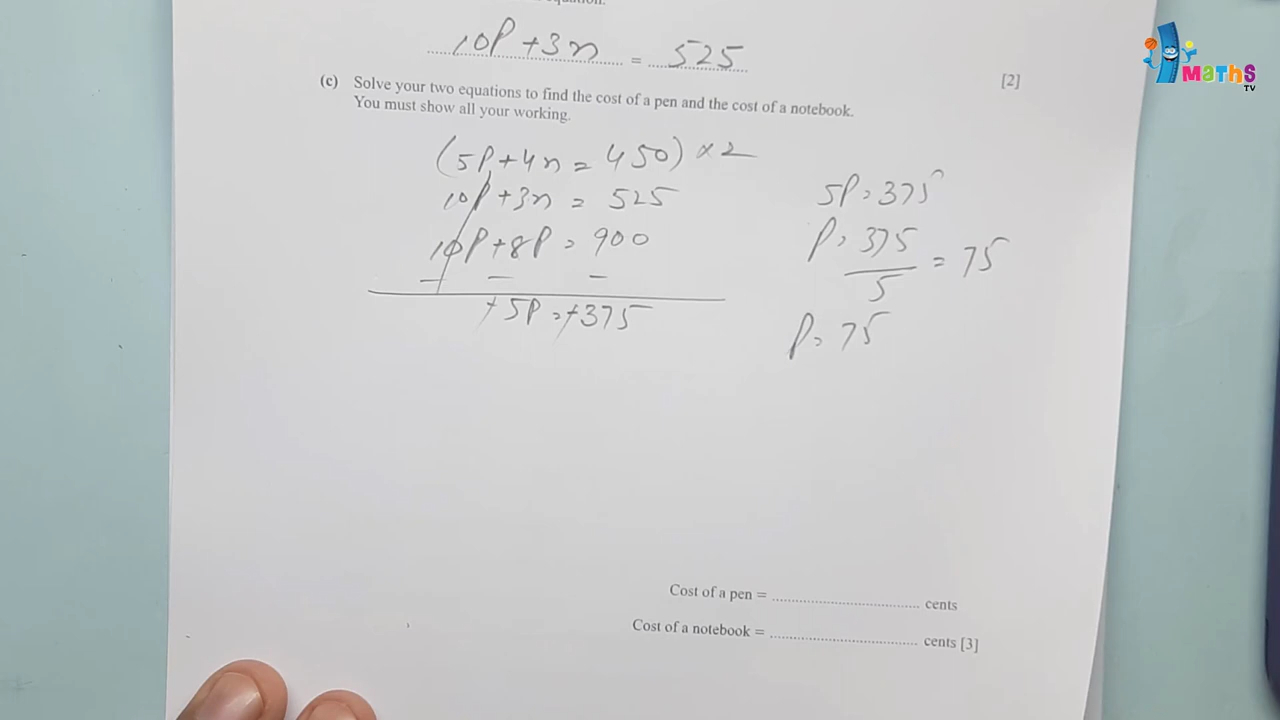 equation.
10P + 3n = 525
[2]
(c) Solve your two equations to find the cost of a pen and the cost of a notebook.
You must show all your working.
(5P + 4n = 450) × 2
10P + 3n = 525
10P + 8P = 900
− − −
+5P = +375
5P = 375
P = 375/5 = 75
P = 75
Cost of a pen = .......... cents
Cost of a notebook = .......... cents [3]
MATHS
TV